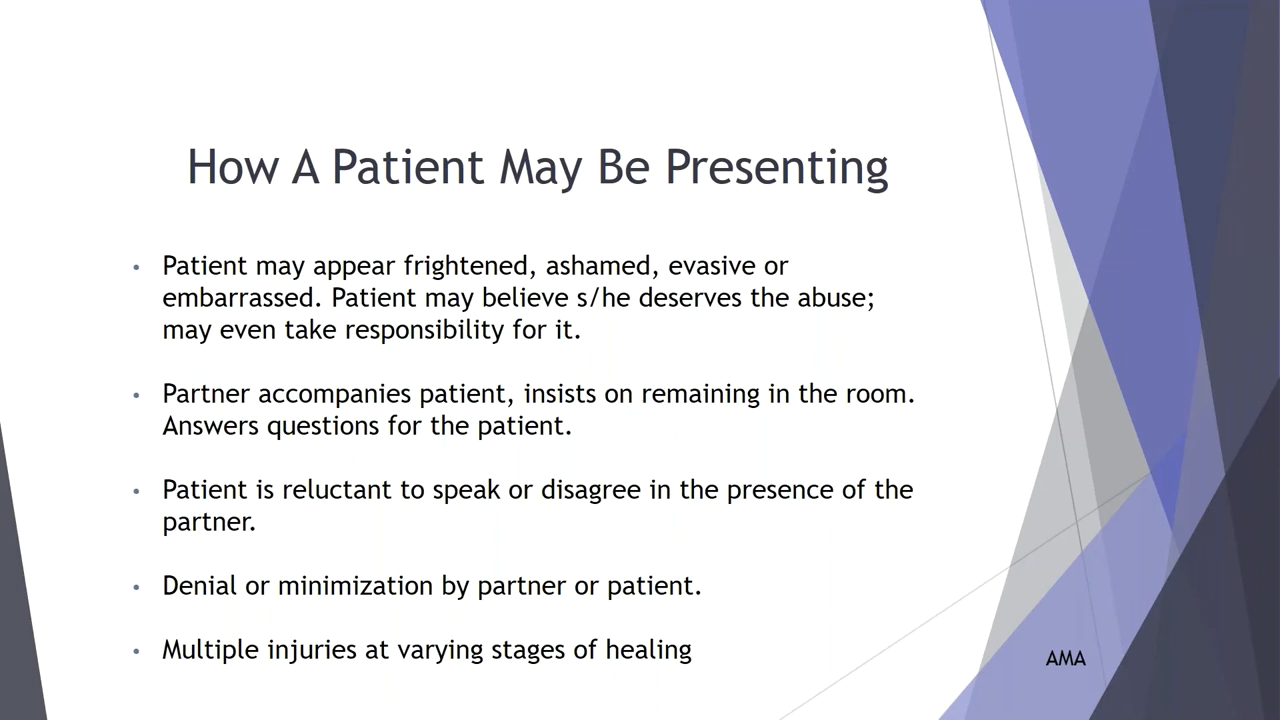 How A Patient May Be Presenting
• Patient may appear frightened, ashamed, evasive or
embarrassed. Patient may believe s/he deserves the abuse;
may even take responsibility for it.
• Partner accompanies patient, insists on remaining in the room.
Answers questions for the patient.
• Patient is reluctant to speak or disagree in the presence of the
partner.
• Denial or minimization by partner or patient.
• Multiple injuries at varying stages of healing
AMA